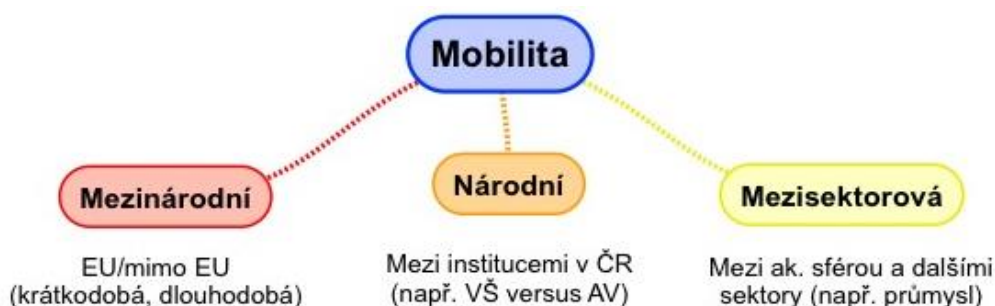 Mobilita
Mezinárodní
Národní
Mezisektorová
EU/mimo EU
(krátkodobá, dlouhodobá)
Mezi institucemi v ČR
(např. VŠ versus AV)
Mezi ak. sférou a dalšími
sektory (např. průmysl)